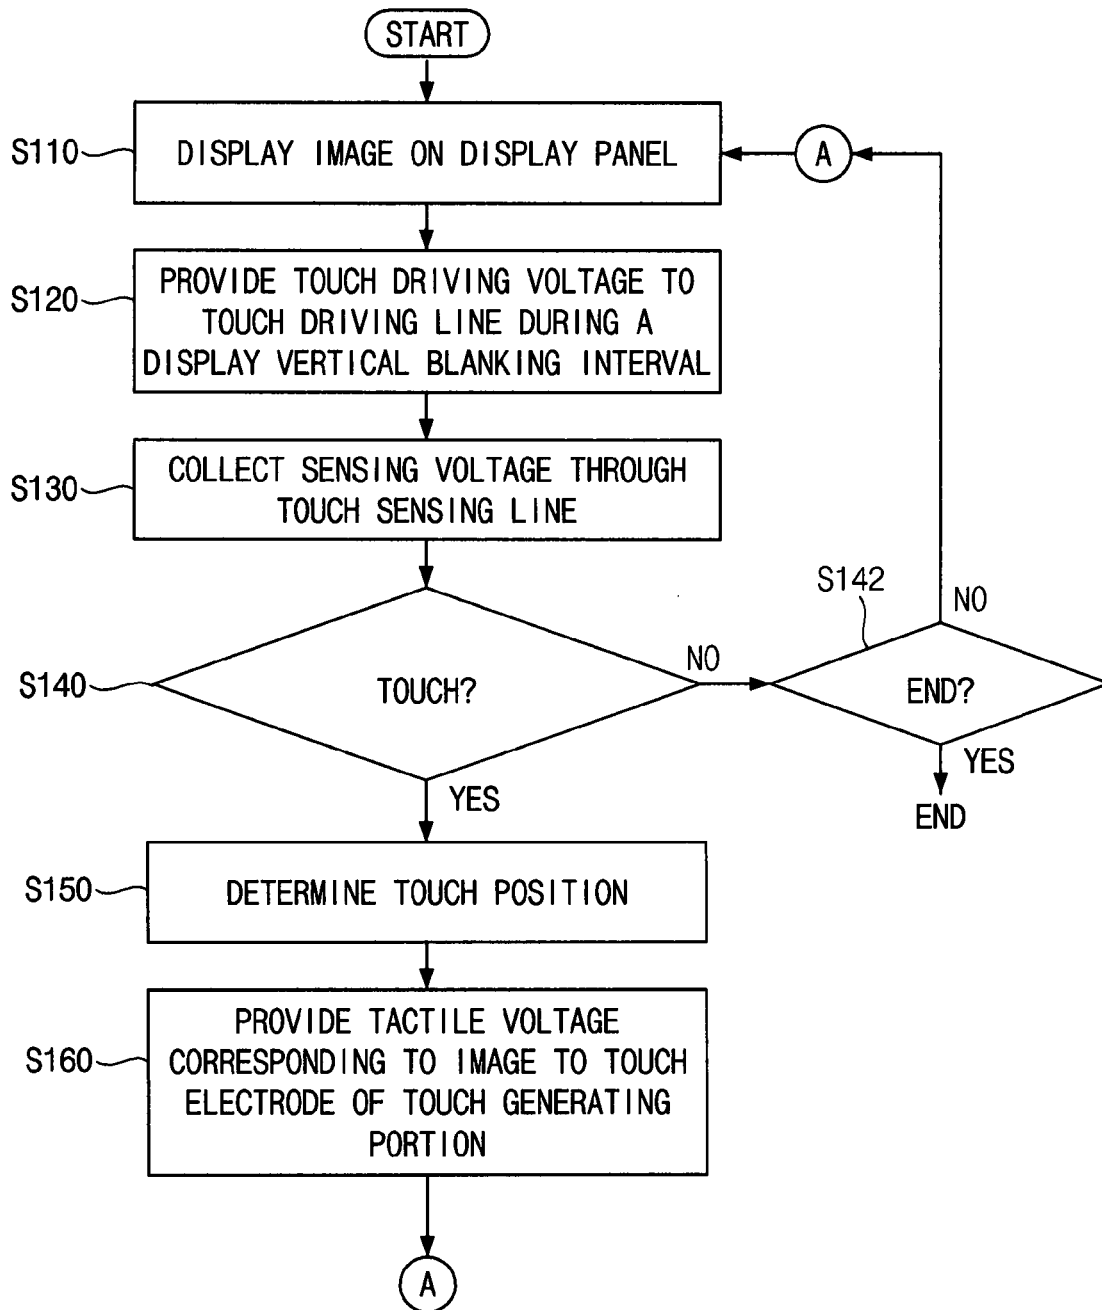 START
S110
DISPLAY IMAGE ON DISPLAY PANEL
A
S120
PROVIDE TOUCH DRIVING VOLTAGE TO
TOUCH DRIVING LINE DURING A
DISPLAY VERTICAL BLANKING INTERVAL
S130
COLLECT SENSING VOLTAGE THROUGH
TOUCH SENSING LINE
S140
TOUCH?
NO
S142
END?
NO
YES
END
YES
S150
DETERMINE TOUCH POSITION
S160
PROVIDE TACTILE VOLTAGE
CORRESPONDING TO IMAGE TO TOUCH
ELECTRODE OF TOUCH GENERATING
PORTION
A